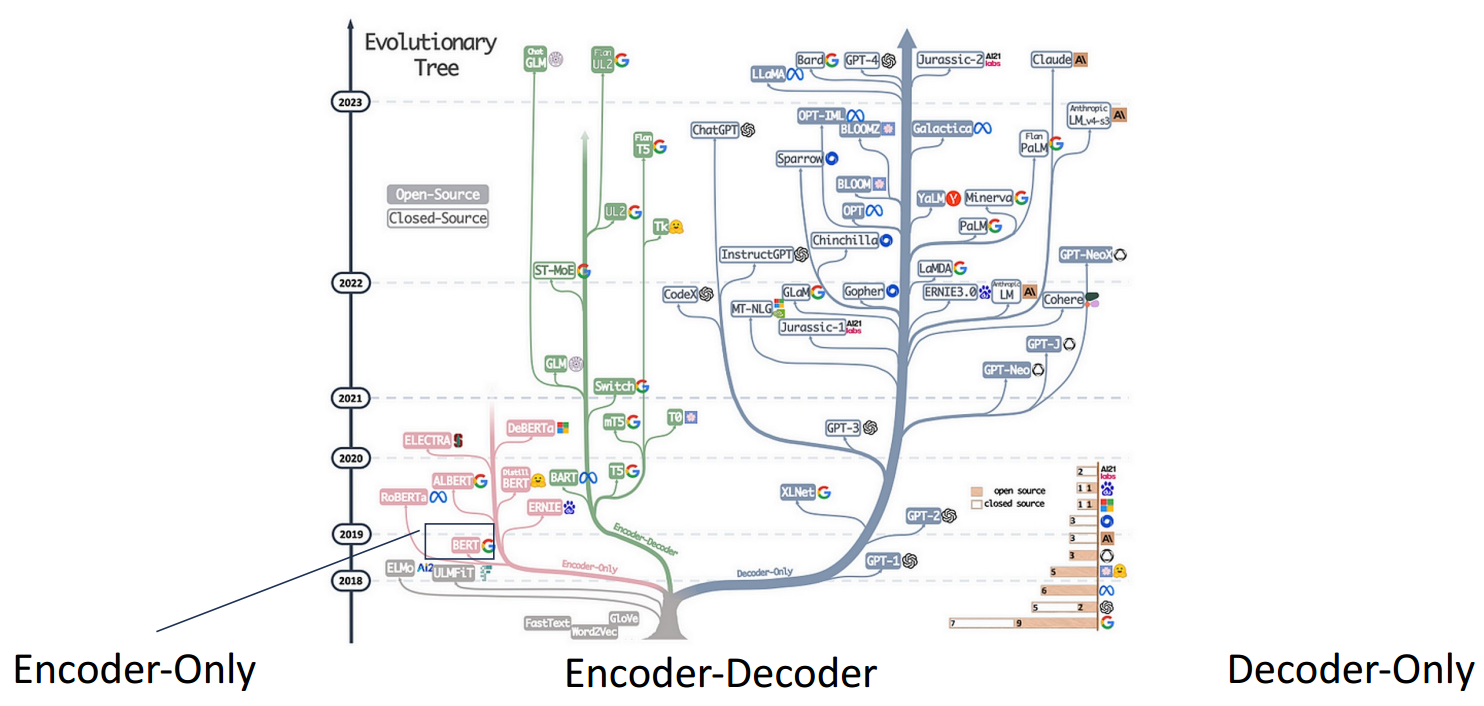 Evolutionary
Tree
Chat
GLM
Flan
UL2
Bard
GPT-4
Jurassic-2
AI21
labs
Claude
A\
LLaMA
2023
Anthropic
LM_v4-s3
A\
OPT-IML
BLOOMZ
Galactica
ChatGPT
Flan
T5
Flan
PaLM
Sparrow
Open-Source
Closed-Source
BLOOM
YaLM
Y
Minerva
UL2
OPT
Tk
PaLM
Chinchilla
InstructGPT
GPT-NeoX
ST-MoE
LaMDA
2022
CodeX
GLaM
Gopher
ERNIE3.0
Anthropic
LM
A\
Cohere
MT-NLG
Jurassic-1
AI21
labs
GPT-J
GLM
GPT-Neo
Switch
2021
mT5
T0
DeBERTa
GPT-3
ELECTRA
2020
T5
Distill
BERT
BART
ALBERT
RoBERTa
XLNet
ERNIE
GPT-2
2019
BERT
Encoder-Decoder
GPT-1
ELMo
Ai2
ULMFiT
Encoder-Only
Decoder-Only
2018
FastText
GloVe
Word2Vec
open source
closed source
2
AI21
labs
1 1
1 1
3
3
A\
3
5
6
5 2
7 9
Encoder-Only
Encoder-Decoder
Decoder-Only